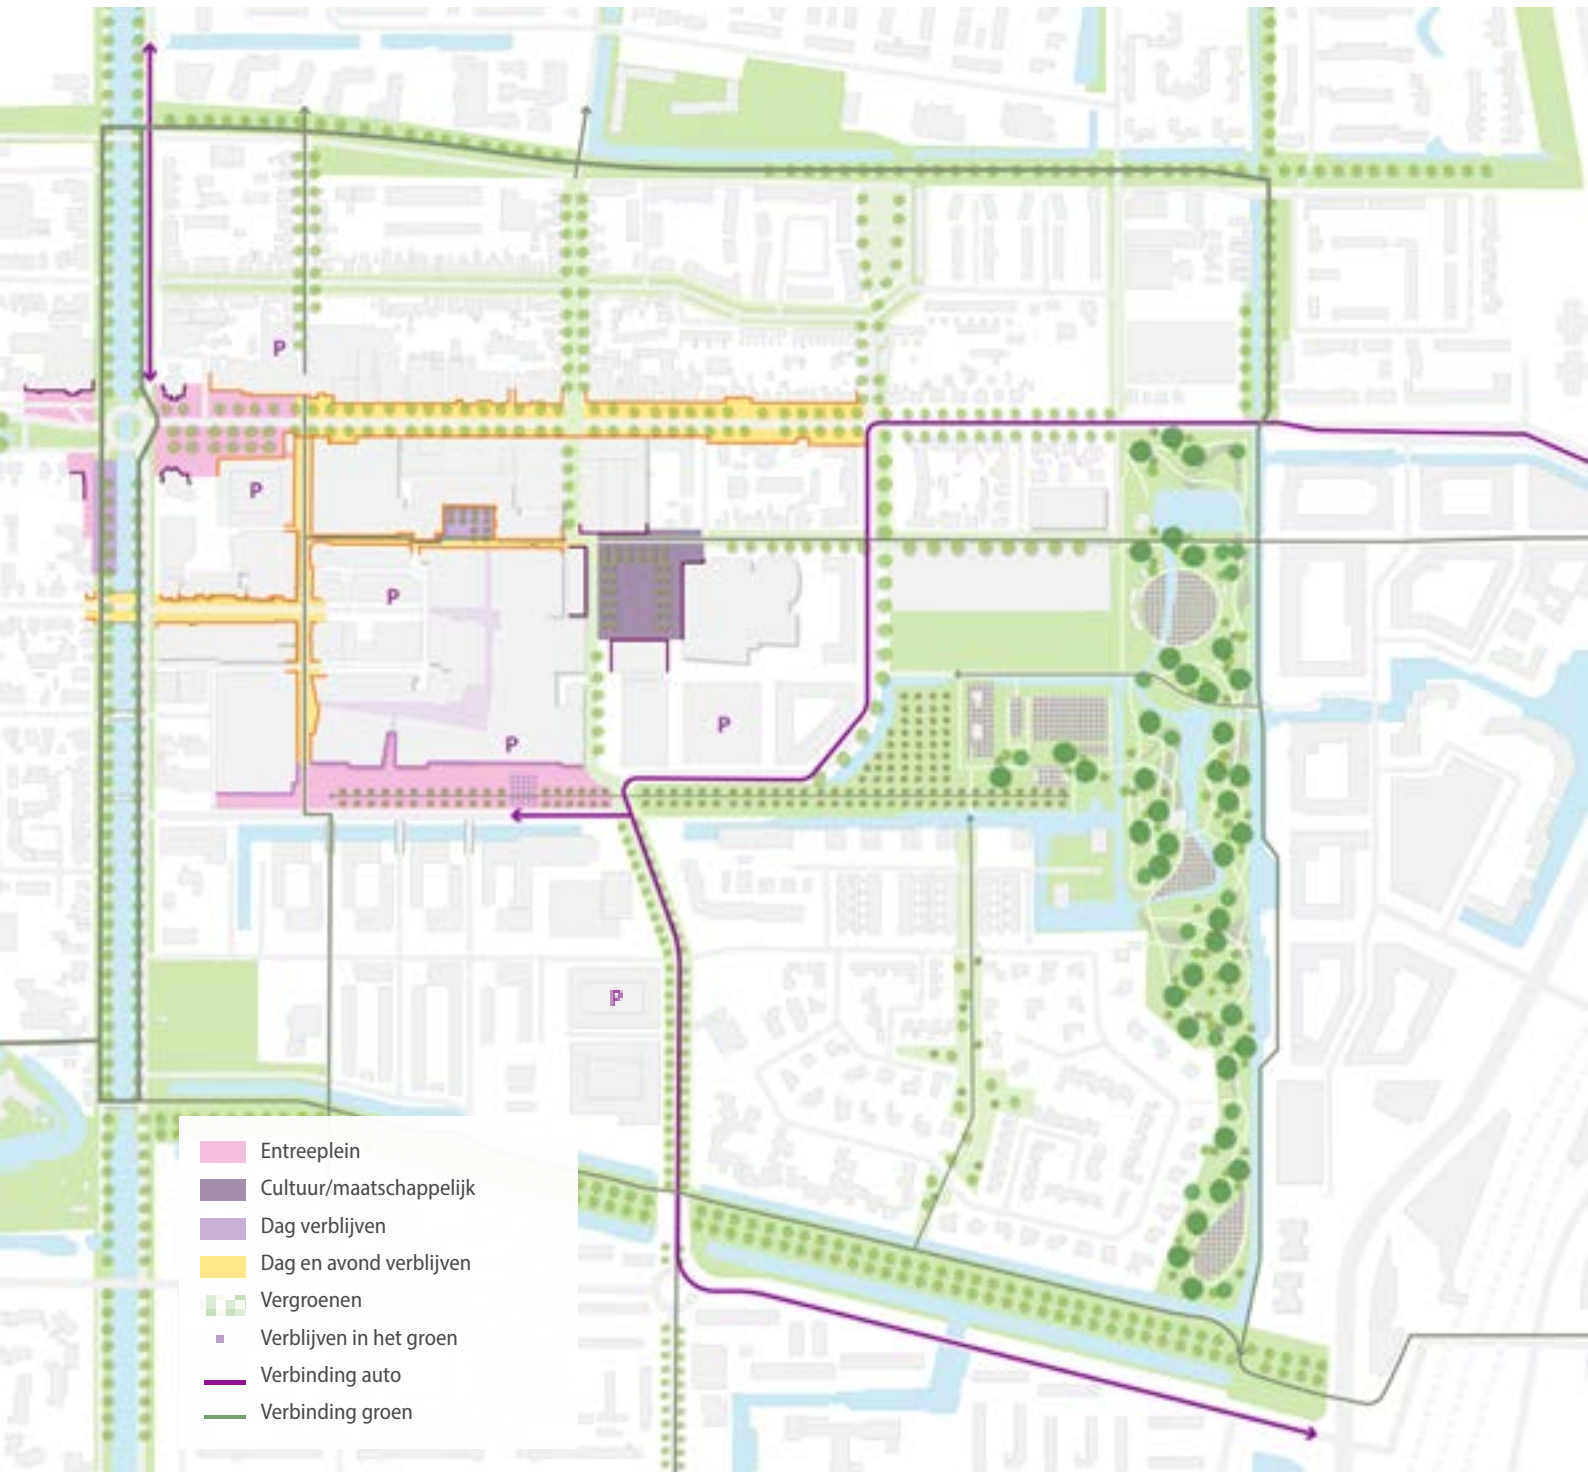 P
P
P
P
P
P
Entreeplein
Cultuur/maatschappelijk
Dag verblijven
Dag en avond verblijven
Vergroenen
Verblijven in het groen
Verbinding auto
Verbinding groen